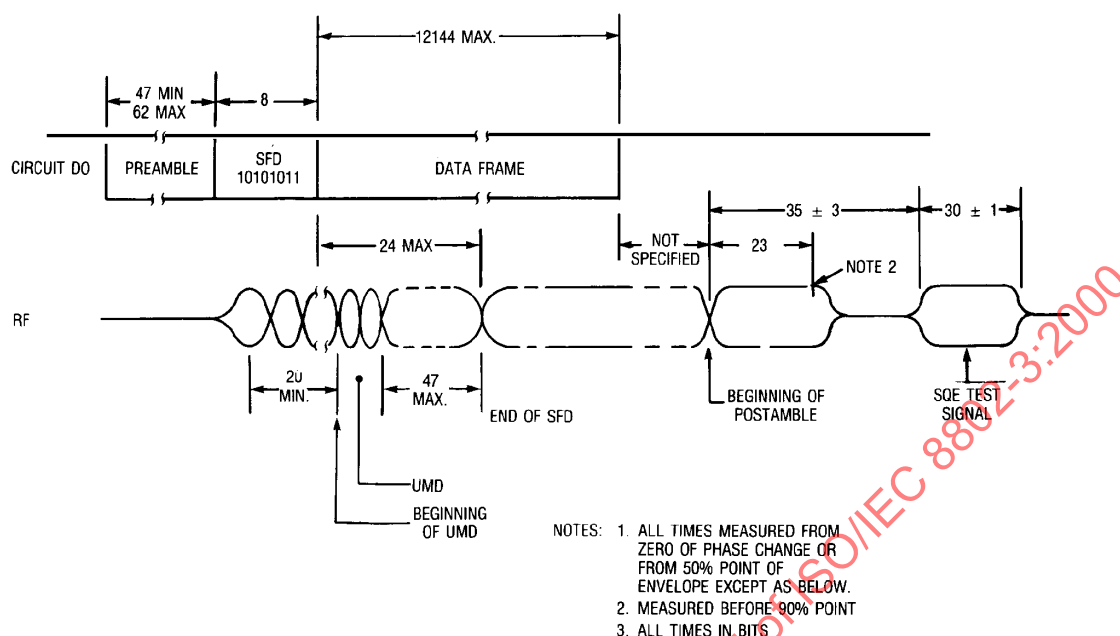 12144 MAX.
47 MIN
62 MAX
8
CIRCUIT DO
PREAMBLE
SFD
10101011
DATA FRAME
35 ± 3
30 ± 1
24 MAX
NOT
SPECIFIED
23
NOTE 2
RF
20
MIN.
47
MAX.
END OF SFD
BEGINNING OF
POSTAMBLE
SQE TEST
SIGNAL
UMD
BEGINNING
OF UMD
NOTES: 1. ALL TIMES MEASURED FROM
ZERO OF PHASE CHANGE OR
FROM 50% POINT OF
ENVELOPE EXCEPT AS BELOW.
2. MEASURED BEFORE 90% POINT
3. ALL TIMES IN BITS
of ISO/IEC 8802-3:2000